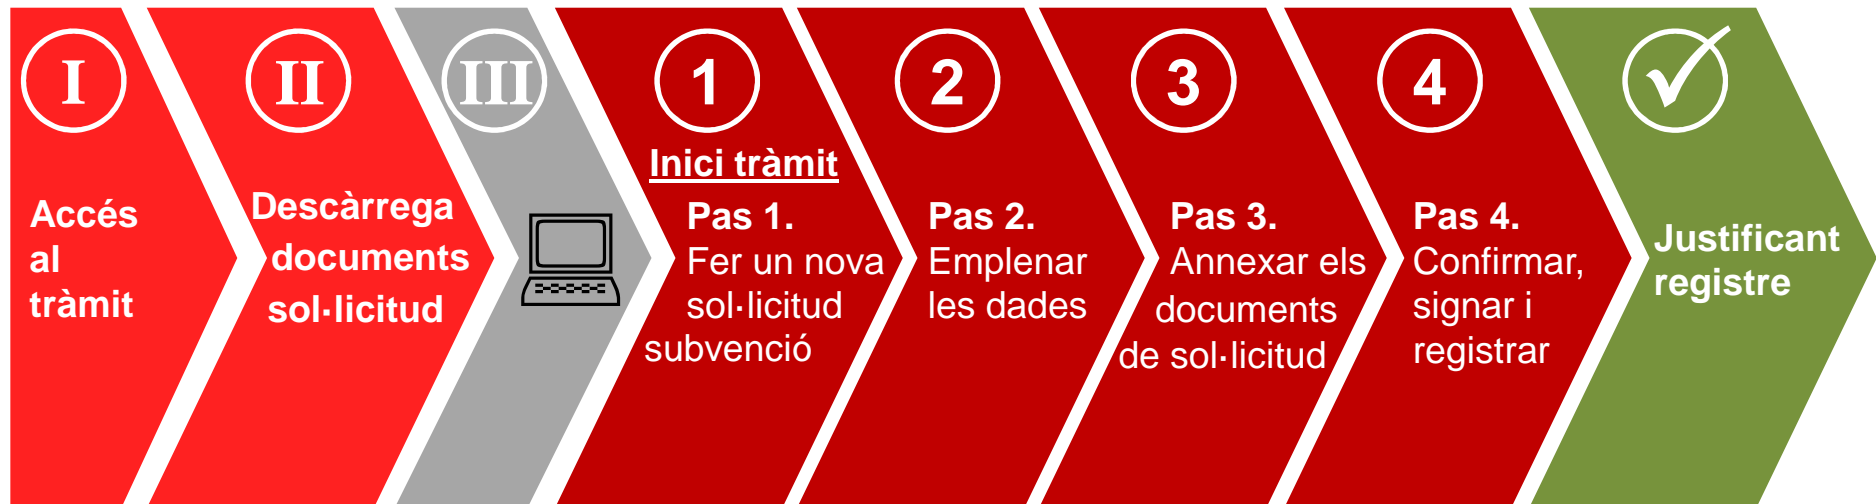 I
Accés
al
tràmit
II
Descàrrega
documents
sol·licitud
III
1
Inici tràmit
Pas 1.
Fer un nova
sol·licitud
subvenció
2
Pas 2.
Emplenar
les dades
3
Pas 3.
Annexar els
documents
de sol·licitud
4
Pas 4.
Confirmar,
signar i
registrar
Justificant
registre